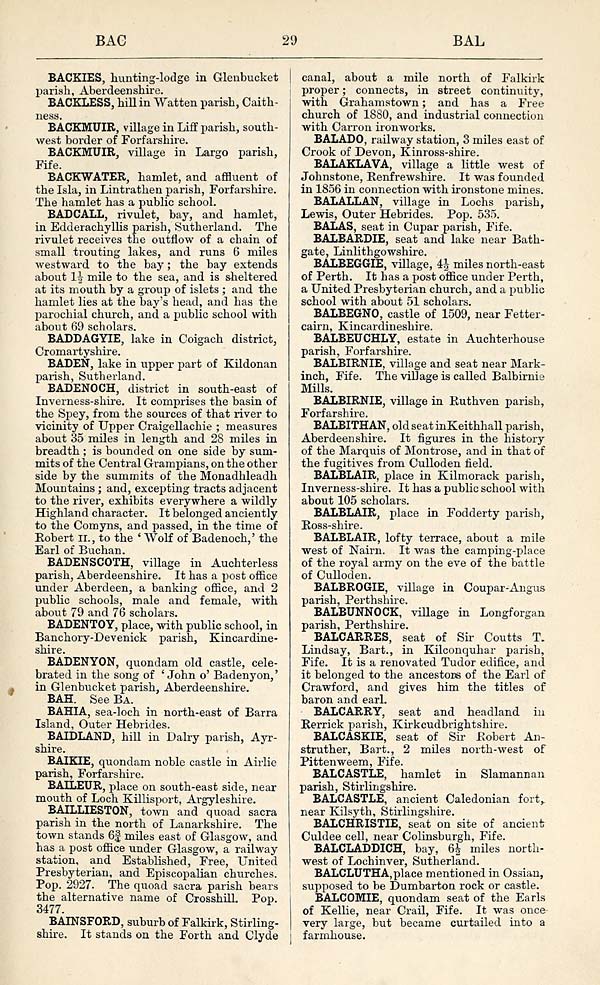 BAC 29 BAL
BACKIES, hunting-lodge in Glenbucket
parish, Aberdeenshire.
BACKLESS, hill in Watten parish, Caith-
ness.
BACKMUIR, village in Liff parish, south-
west border of Forfarshire.
BACKMUIR, village in Largo parish,
Fife.
BACKWATER, hamlet, and affluent of
the Isla, in Lintrathen parish, Forfarshire.
The hamlet has a public school.
BADCALL, rivulet, bay, and hamlet,
in Edderachyllis parish, Sutherland. The
rivulet receives the outflow of a chain of
small trouting lakes, and runs 6 miles
westward to the bay; the bay extends
about 1½ mile to the sea, and is sheltered
at its mouth by a group of islets; and the
hamlet lies at the bay's head, and has the
parochial church, and a public school with
about 69 scholars.
BADDAGYIE, lake in Coigach district,
Cromartyshire.
BADEN, lake in upper part of Kildonan
parish, Sutherland.
BADENOCH, district in south-east of
Inverness-shire. It comprises the basin of
the Spey, from the sources of that river to
vicinity of Upper Craigellachie; measures
about 35 miles in length and 28 miles in
breadth; is bounded on one side by sum-
mits of the Central Grampians, on the other
side by the summits of the Monadhleadh
Mountains; and, excepting tracts adjacent
to the river, exhibits everywhere a wildly
Highland character. It belonged anciently
to the Comyns, and passed, in the time of
Robert II., to the 'Wolf of Badenoch,' the
Earl of Buchan.
BADENSCOTH, village in Auchterless
parish, Aberdeenshire. It has a post office
under Aberdeen, a banking office, and 2
public schools, male and female, with
about 79 and 76 scholars.
BADENTOY, place, with public school, in
Banchory-Devenick parish, Kincardine-
shire.
BADENYON, quondam old castle, cele-
brated in the song of 'John o' Badenyon,'
in Glenbucket parish, Aberdeenshire.
BAH. See BA.
BAHIA, sea-loch in north-east of Barra
Island, Outer Hebrides.
BAIDLAND, hill in Dalry parish, Ayr-
shire.
BAIKIE, quondam noble castle in Airlie
parish, Forfarshire.
BAILEUR, place on south-east side, near
mouth of Loch Killisport, Argyleshire.
BAILLIESTON, town and quoad sacra
parish in the north of Lanarkshire. The
town stands 6¾ miles east of Glasgow, and
has a post office under Glasgow, a railway
station, and Established, Free, United
Presbyterian, and Episcopalian churches.
Pop. 2927. The quoad sacra parish bears
the alternative name of Crosshill. Pop.
3477.
BAINSFORD, suburb of Falkirk, Stirling-
shire. It stands on the Forth and Clyde
canal, about a mile north of Falkirk
proper; connects, in street continuity,
with Grahamstown; and has a Free
church of 1880, and industrial connection
with Carron ironworks.
BALADO, railway station, 3 miles east of
Crook of Devon, Kinross-shire.
BALAKLAVA, village a little west of
Johnstone, Renfrewshire. It was founded
in 1856 in connection with ironstone mines.
BALALLAN, village in Lochs parish,
Lewis, Outer Hebrides. Pop. 535.
BALAS, seat in Cupar parish, Fife.
BALBARDIE, seat and lake near Bath-
gate, Linlithgowshire.
BALBEGGIE, village, 4½ miles north-east
of Perth. It has a post office under Perth,
a United Presbyterian church, and a public
school with about 51 scholars.
BALBEGNO, castle of 1509, near Fetter-
cairn, Kincardineshire.
BALBEUCHLY, estate in Auchterhouse
parish, Forfarshire.
BALBIRNIE, village and seat near Mark-
inch, Fife. The village is called Balbirnie
Mills.
BALBIRNIE, village in Ruthven parish,
Forfarshire.
BALBITHAN, old seat in Keithhall parish,
Aberdeenshire. It figures in the history
of the Marquis of Montrose, and in that of
the fugitives from Culloden field.
BALBLAIR, place in Kilmorack parish,
Inverness-shire. It has a public school with
about 105 scholars.
BALBLAIR, place in Fodderty parish,
Ross-shire.
BALBLAIR, lofty terrace, about a mile
west of Nairn. It was the camping-place
of the royal army on the eve of the battle
of Culloden.
BALBROGIE, village in Coupar-Angus
parish, Perthshire.
BALBUNNOCK, village in Longforgan
parish, Perthshire.
BALCARRES, seat of Sir Coutts T.
Lindsay, Bart., in Kilconquhar parish,
Fife. It is a renovated Tudor edifice, and
it belonged to the ancestors of the Earl of
Crawford, and gives him the titles of
baron and earl.
BALCARRY, seat and headland in
Rerrick parish, Kirkcudbrightshire.
BALCASKIE, seat of Sir Robert An-
struther, Bart., 2 miles north-west of
Pittenweem, Fife.
BALCASTLE, hamlet in Slamannan
parish, Stirlingshire.
BALCASTLE, ancient Caledonian fort,
near Kilsyth, Stirlingshire.
BALCHRISTIE, seat on site of ancient
Culdee cell, near Colinsburgh, Fife.
BALCLADDICH, bay, 6½ miles north-
west of Lochinver, Sutherland.
BALCLUTHA, place mentioned in Ossian,
supposed to be Dumbarton rock or castle.
BALCOMIE, quondam seat of the Earls
of Kellie, near Crail, Fife. It was once
very large, but became curtailed into a
farmhouse.